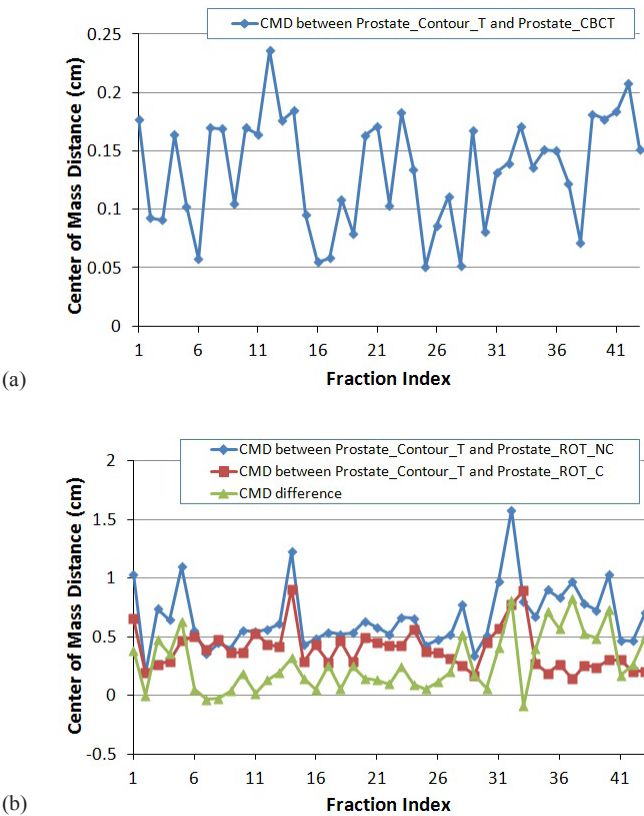 CMD between Prostate_Contour_T and Prostate_CBCT
Center of Mass Distance (cm)
0.25
0.2
0.15
0.1
0.05
0
1 6 11 16 21 26 31 36 41
Fraction Index
(a)
CMD between Prostate_Contour_T and Prostate_ROT_NC
CMD between Prostate_Contour_T and Prostate_ROT_C
CMD difference
Center of Mass Distance (cm)
2
1.5
1
0.5
0
-0.5
1 6 11 16 21 26 31 36 41
Fraction Index
(b)